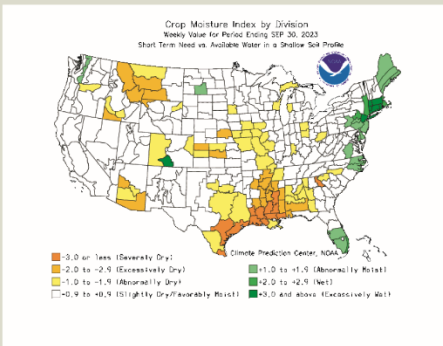 Crop Moisture Index by Division
Weekly Value for Period Ending SEP 30, 2023
Short Term Need vs. Available Water in a Shallow Soil Profile
Climate Prediction Center, NOAA
-3.0 or less (Severely Dry)
-2.0 to -2.9 (Excessively Dry)
-1.0 to -1.9 (Abnormally Dry)
-0.9 to +0.9 (Slightly Dry/Favorably Moist)
+1.0 to +1.9 (Abnormally Moist)
+2.0 to +2.9 (Wet)
+3.0 and above (Excessively Wet)